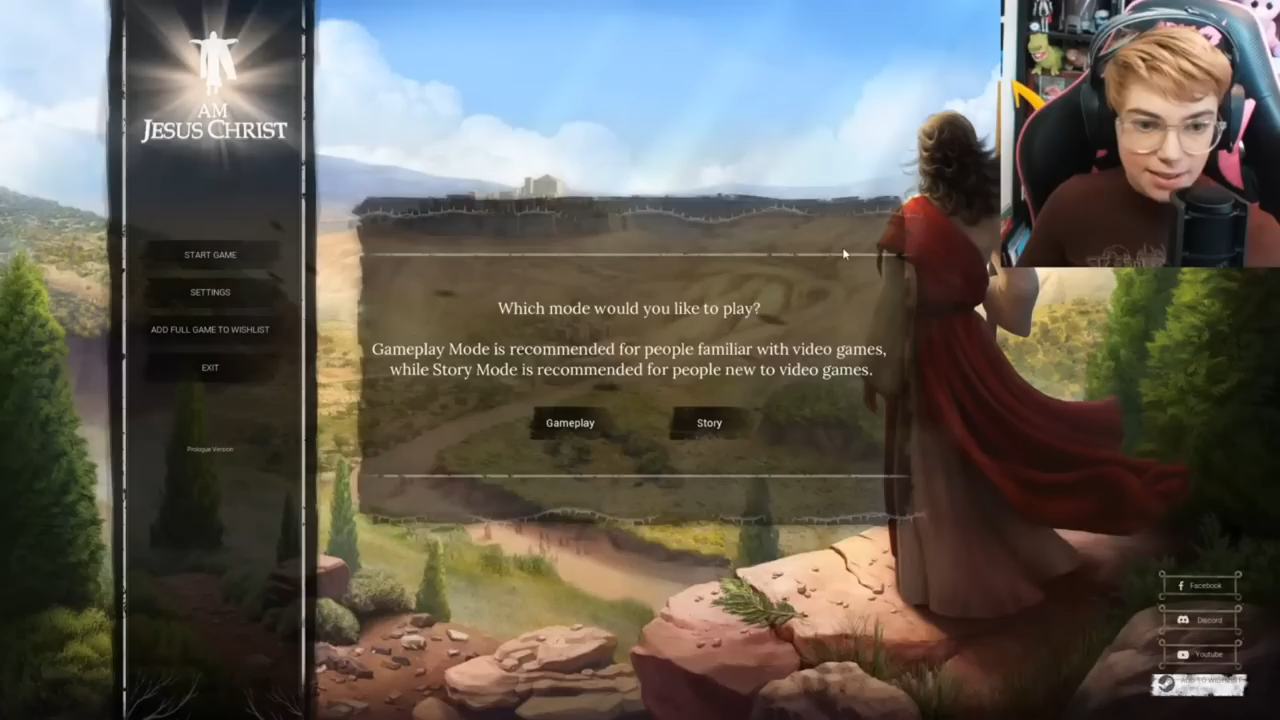 AM
JESUS CHRIST
START GAME
SETTINGS
ADD FULL GAME TO WISHLIST
EXIT
Prologue Version
Which mode would you like to play?
Gameplay Mode is recommended for people familiar with video games,
while Story Mode is recommended for people new to video games.
Gameplay
Story
Facebook
Discord
Youtube